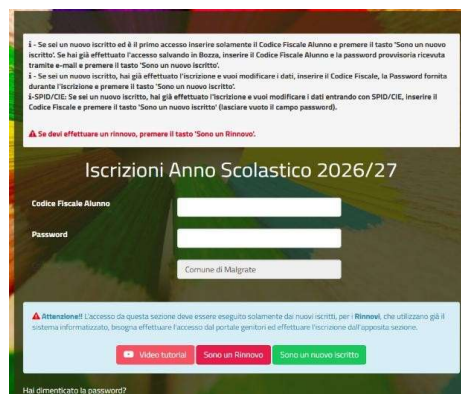 i - Se sei un nuovo iscritto ed è il primo accesso inserire solamente il Codice Fiscale Alunno e premere il tasto 'Sono un nuovo
iscritto'. Se hai già effettuato l'accesso salvando in Bozza, inserire il Codice Fiscale Alunno e la password provvisoria ricevuta
tramite e-mail e premere il tasto 'Sono un nuovo iscritto'.
i - Se sei un nuovo iscritto, hai già effettuato l'iscrizione e vuoi modificare i dati, inserire il Codice Fiscale, la Password fornita
durante l'iscrizione e premere il tasto 'Sono un nuovo iscritto'.
i-SPID/CIE: Se sei un nuovo iscritto, hai già effettuato l'iscrizione e vuoi modificare i dati entrando con SPID/CIE, inserire il
Codice Fiscale e premere il tasto 'Sono un nuovo iscritto' (lasciare vuoto il campo password).
Se devi effettuare un rinnovo, premere il tasto 'Sono un Rinnovo'.
Iscrizioni Anno Scolastico 2026/27
Codice Fiscale Alunno
Password
Comune di Malgrate
Attenzione!! L'accesso da questa sezione deve essere eseguito solamente dai nuovi iscritti, per i Rinnovi, che utilizzano già il
sistema informatizzato, bisogna effettuare l'accesso dal portale genitori ed effettuare l'iscrizione dall'apposita sezione.
Video tutorial Sono un Rinnovo Sono un nuovo iscritto
Hai dimenticato la password?